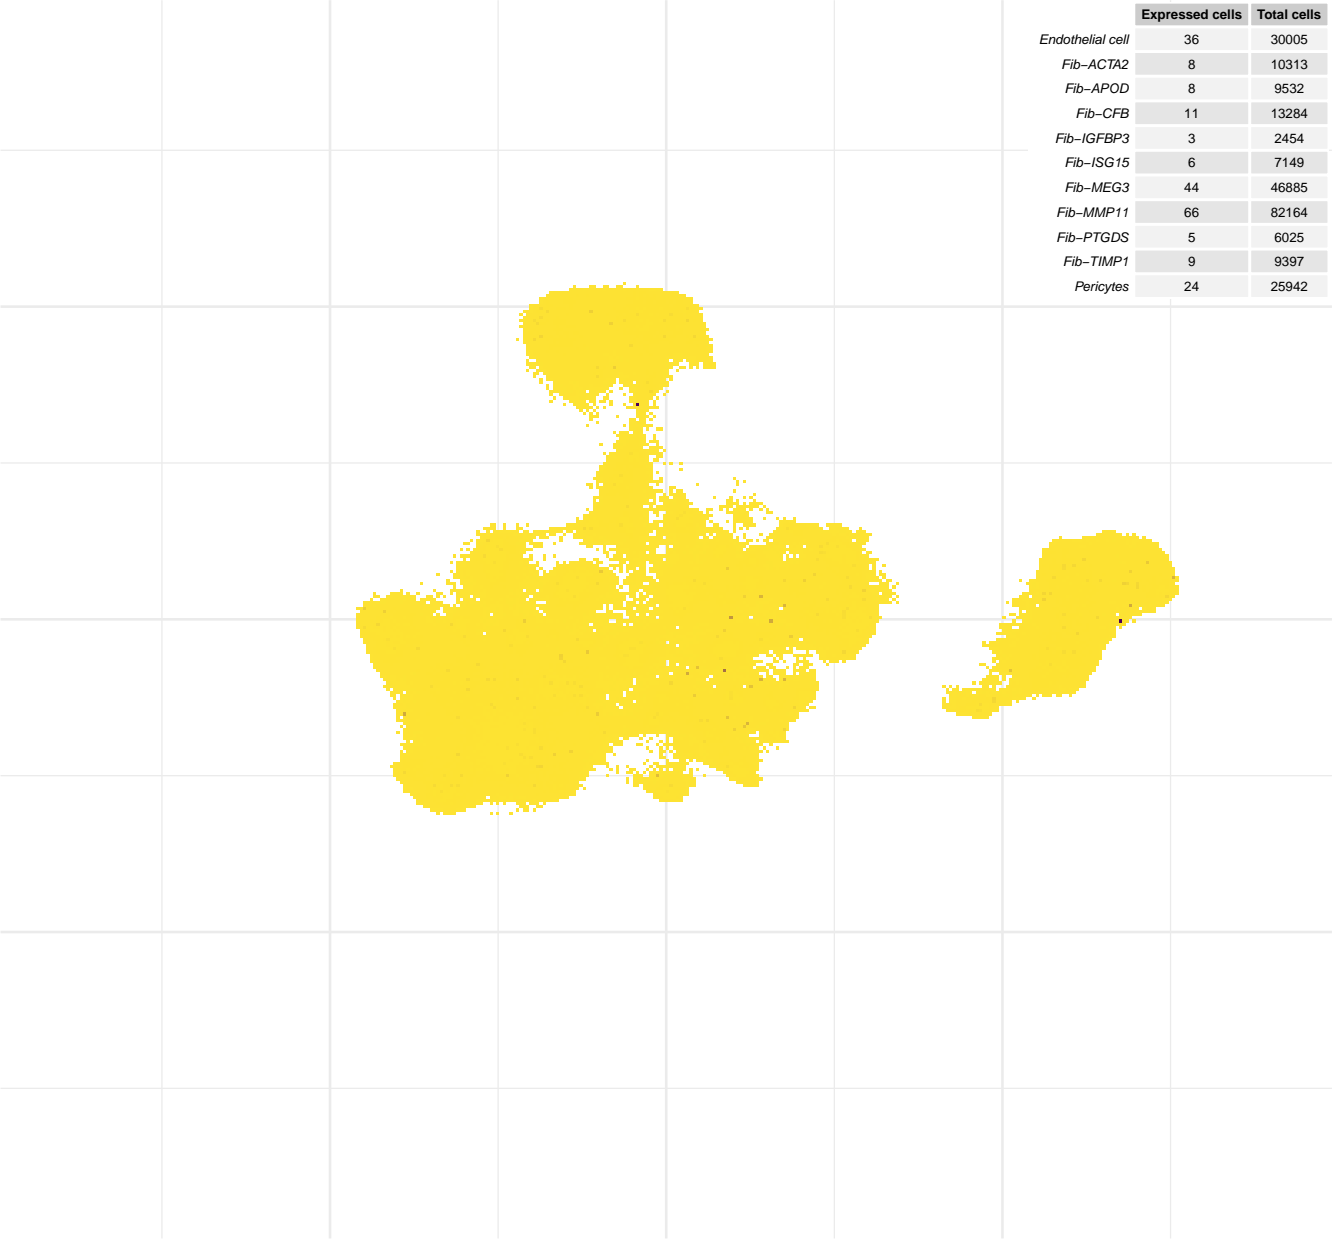 Expressed cells Total cells
Endothelial cell 36 30005
Fib−ACTA2 8 10313
Fib−APOD 8 9532
Fib−CFB 11 13284
Fib−IGFBP3 3 2454
Fib−ISG15 6 7149
Fib−MEG3 44 46885
Fib−MMP11 66 82164
Fib−PTGDS 5 6025
Fib−TIMP1 9 9397
Pericytes 24 25942